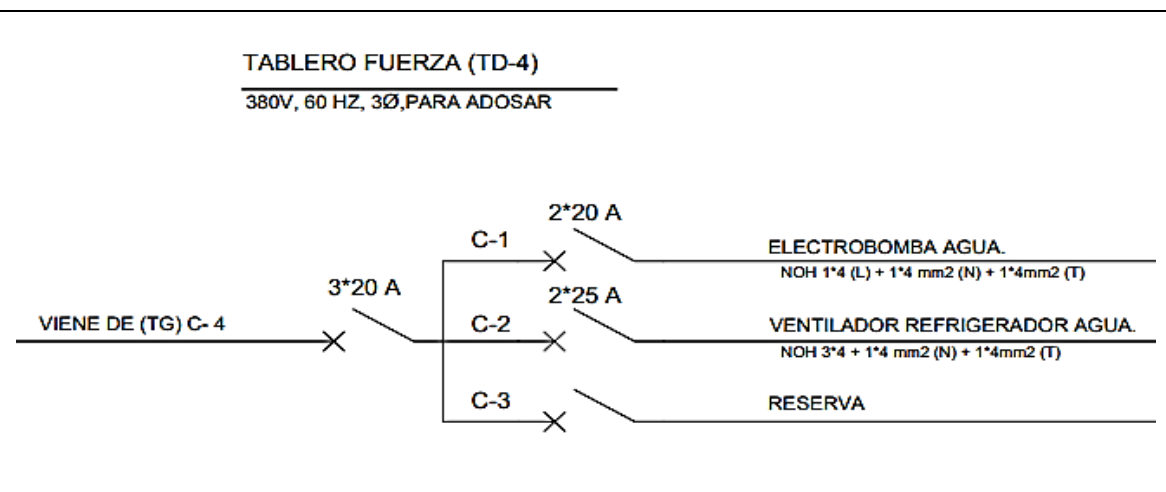 TABLERO FUERZA (TD-4)
380V, 60 HZ, 3Ø,PARA ADOSAR
2*20 A
C-1
ELECTROBOMBA AGUA.
NOH 1*4 (L) + 1*4 mm2 (N) + 1*4mm2 (T)
3*20 A
2*25 A
VIENE DE (TG) C- 4
C-2
VENTILADOR REFRIGERADOR AGUA.
NOH 3*4 + 1*4 mm2 (N) + 1*4mm2 (T)
C-3
RESERVA